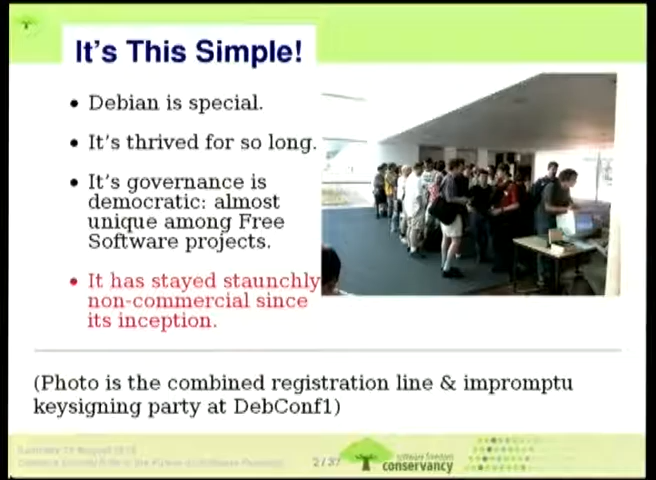 It's This Simple!
• Debian is special.
• It's thrived for so long.
• It's governance is
democratic: almost
unique among Free
Software projects.
• It has stayed staunchly
non-commercial since
its inception.
(Photo is the combined registration line & impromptu
keysigning party at DebConf1)
2 / 37
software freedom
conservancy